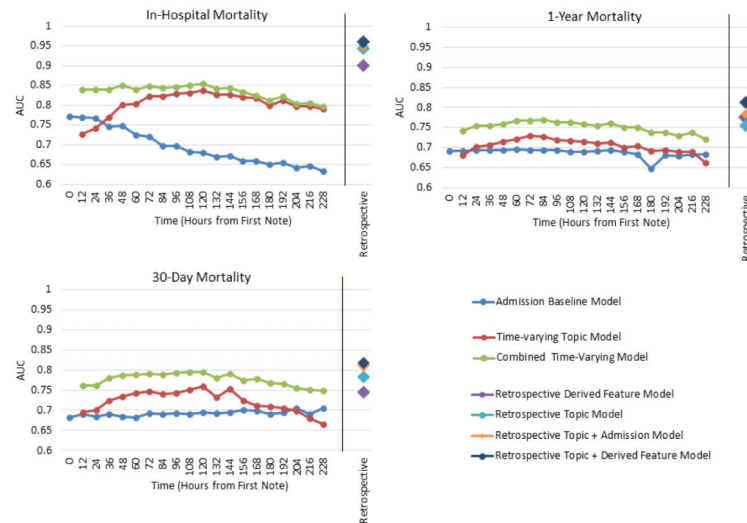 In-Hospital Mortality
1
0.95
0.9
0.85
0.8
0.75
0.7
0.65
0.6
AUC
0 12 24 36 48 60 72 84 96 108 120 132 144 156 168 180 192 204 216 228
Time (Hours from First Note)
Retrospective
1-Year Mortality
1
0.95
0.9
0.85
0.8
0.75
0.7
0.65
0.6
AUC
0 12 24 36 48 60 72 84 96 108 120 132 144 156 168 180 192 204 216 228
Time (Hours from First Note)
Retrospective
30-Day Mortality
1
0.95
0.9
0.85
0.8
0.75
0.7
0.65
0.6
AUC
0 12 24 36 48 60 72 84 96 108 120 132 144 156 168 180 192 204 216 228
Time (Hours from First Note)
Retrospective
Admission Baseline Model
Time-varying Topic Model
Combined Time-Varying Model
Retrospective Derived Feature Model
Retrospective Topic Model
Retrospective Topic + Admission Model
Retrospective Topic + Derived Feature Model